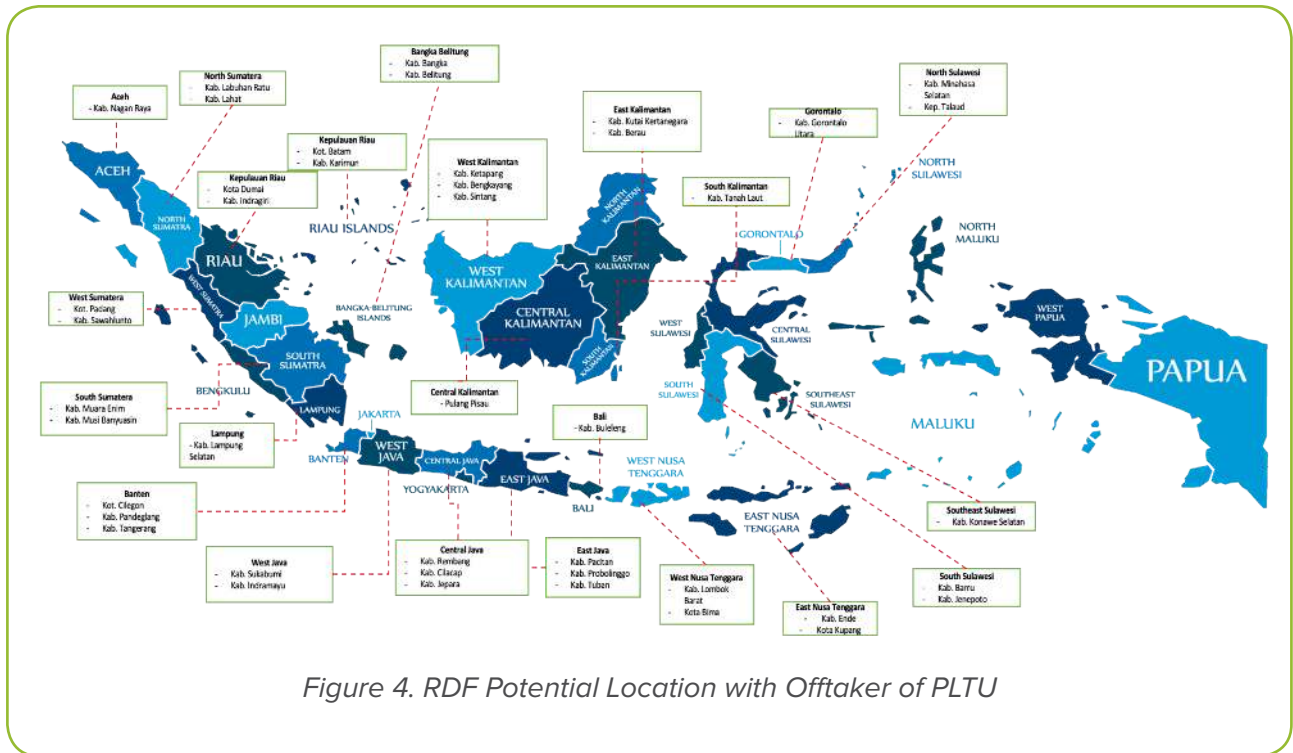 Bangka Belitung
- Kab. Bangka
- Kab. Belitung
North Sumatera
- Kab. Labuhan Ratu
- Kab. Lahat
North Sulawesi
- Kab. Minahasa
Selatan
- Kep. Talaud
Aceh
- Kab. Nagan Raya
East Kalimantan
- Kab. Kutai Kertanegara
- Kab. Berau
Gorontalo
- Kab. Gorontalo
Utara
Kepulauan Riau
- Kot. Batam
- Kab. Karimun
West Kalimantan
- Kab. Ketapang
- Kab. Bengkayang
- Kab. Sintang
Kepulauan Riau
- Kota Dumai
- Kab. Indragiri
South Kalimantan
- Kab. Tanah Laut
ACEH
NORTH
SUMATRA
RIAU
RIAU ISLANDS
WEST SUMATRA
JAMBI
SOUTH
SUMATRA
BENGKULU
LAMPUNG
BANGKA-BELITUNG
ISLANDS
WEST
KALIMANTAN
CENTRAL
KALIMANTAN
NORTH
KALIMANTAN
EAST
KALIMANTAN
SOUTH
KALIMANTAN
GORONTALO
NORTH
SULAWESI
NORTH
MALUKU
WEST
SULAWESI
CENTRAL
SULAWESI
SOUTH
SULAWESI
SOUTHEAST
SULAWESI
WEST
PAPUA
PAPUA
MALUKU
West Sumatera
- Kot. Padang
- Kab. Sawahlunto
South Sumatera
- Kab. Muara Enim
- Kab. Musi Banyuasin
Lampung
- Kab. Lampung
Selatan
Central Kalimantan
- Pulang Pisau
Bali
- Kab. Buleleng
JAKARTA
BANTEN
WEST
JAVA
CENTRAL JAVA
YOGYAKARTA
EAST JAVA
BALI
WEST NUSA
TENGGARA
EAST NUSA
TENGGARA
Banten
- Kot. Cilegon
- Kab. Pandeglang
- Kab. Tangerang
West Java
- Kab. Sukabumi
- Kab. Indramayu
Central Java
- Kab. Rembang
- Kab. Cilacap
- Kab. Jepara
East Java
- Kab. Pacitan
- Kab. Probolinggo
- Kab. Tuban
West Nusa Tenggara
- Kab. Lombok
Barat
- Kota Bima
East Nusa Tenggara
- Kab. Ende
- Kota Kupang
Southeast Sulawesi
- Kab. Konawe Selatan
South Sulawesi
- Kab. Barru
- Kab. Jenepoto
Figure 4. RDF Potential Location with Offtaker of PLTU